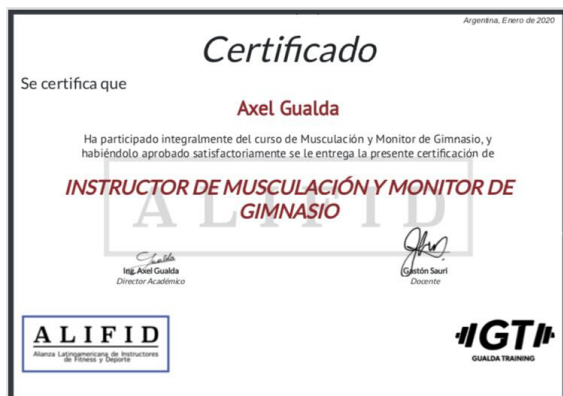 Argentina, Enero de 2020
Certificado
Se certifica que
Axel Gualda
Ha participado integralmente del curso de Musculación y Monitor de Gimnasio, y
habiéndolo aprobado satisfactoriamente se le entrega la presente certificación de
INSTRUCTOR DE MUSCULACIÓN Y MONITOR DE
GIMNASIO
ALIFID
Ing. Axel Gualda
Director Académico
Gastón Saurí
Docente
ALIFID
Alianza Latinoamericana de Instructores
de Fitness y Deporte
GT
GUALDA TRAINING